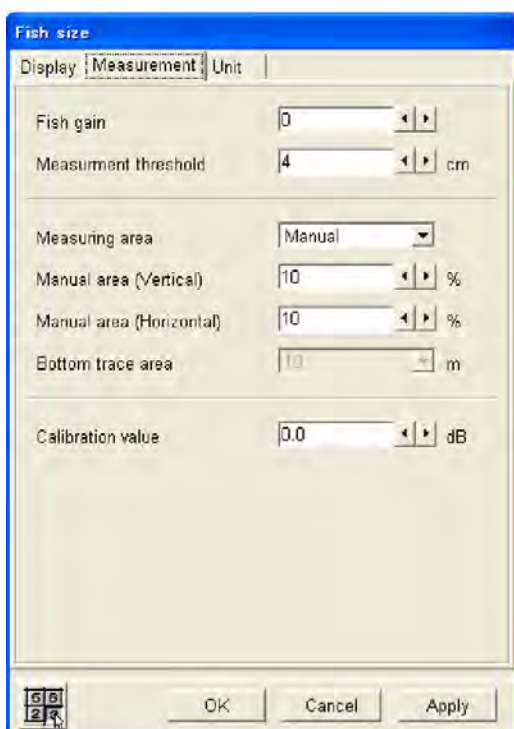 Fish size
Display Measurement Unit
Fish gain 0
Measurment threshold 4 cm
Measuring area Manual
Manual area (Vertical) 10 %
Manual area (Horizontal) 10 %
Bottom trace area 10 m
Calibration value 0.0 dB
OK Cancel Apply